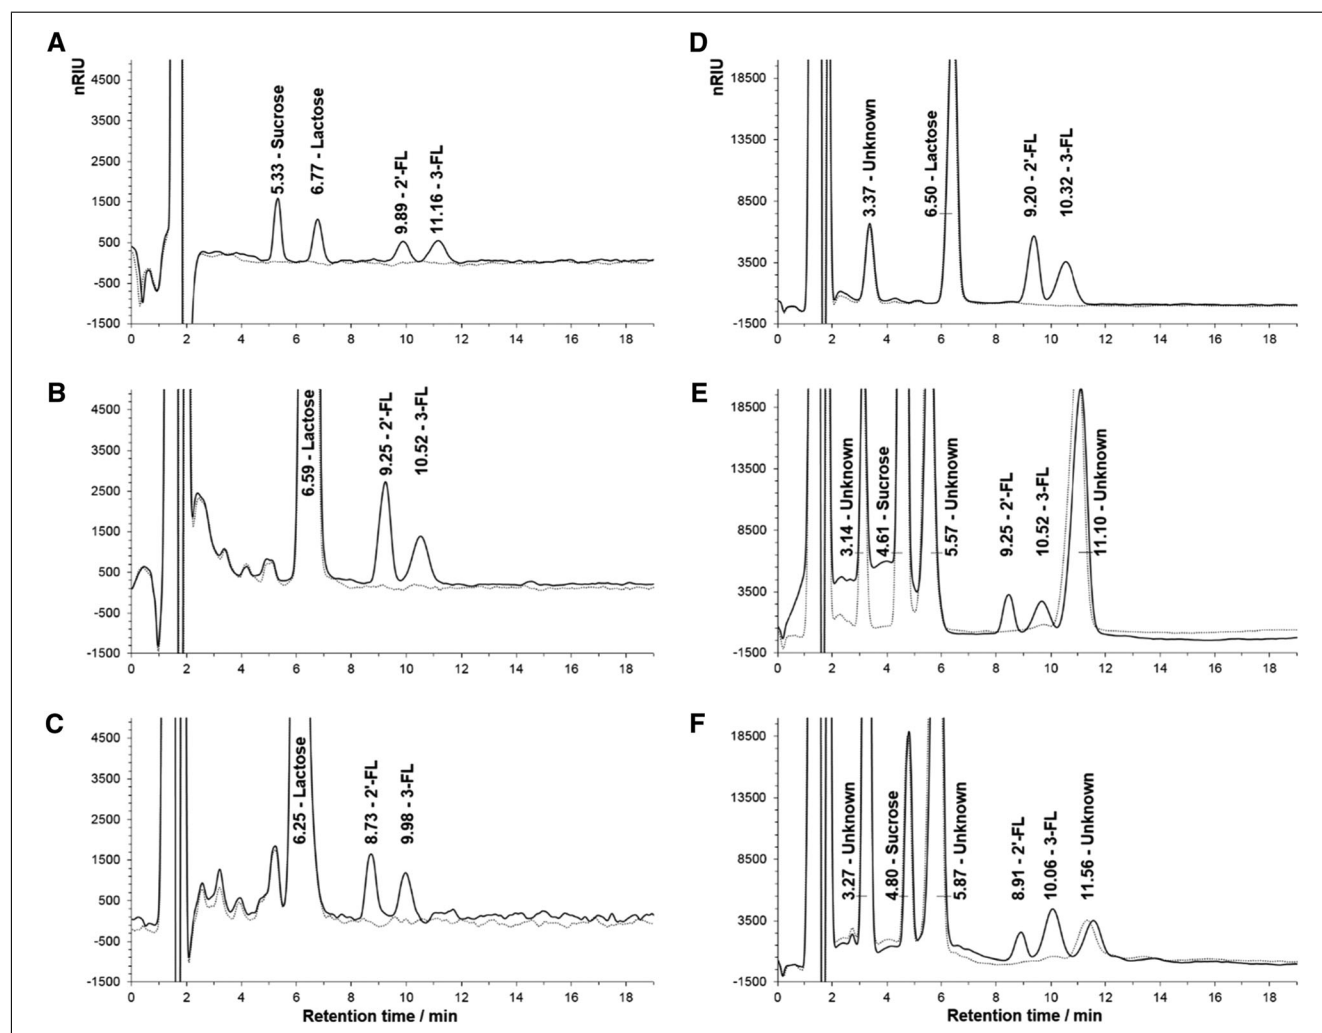 A
nRIU
4500
3500
2500
1500
500
-500
-1500
5.33 - Sucrose
6.77 - Lactose
9.89 - 2'-FL
11.16 - 3-FL
0 2 4 6 8 10 12 14 16 18
B
4500
3500
2500
1500
500
-500
-1500
6.59 - Lactose
9.25 - 2'-FL
10.52 - 3-FL
0 2 4 6 8 10 12 14 16 18
C
4500
3500
2500
1500
500
-500
-1500
6.25 - Lactose
8.73 - 2'-FL
9.98 - 3-FL
0 2 4 6 8 10 12 14 16 18
Retention time / min
D
nRIU
18500
13500
8500
3500
-1500
3.37 - Unknown
6.50 - Lactose
9.20 - 2'-FL
10.32 - 3-FL
0 2 4 6 8 10 12 14 16 18
E
18500
13500
8500
3500
-1500
3.14 - Unknown
4.61 - Sucrose
5.57 - Unknown
9.25 - 2'-FL
10.52 - 3-FL
11.10 - Unknown
0 2 4 6 8 10 12 14 16 18
F
18500
13500
8500
3500
-1500
3.27 - Unknown
4.80 - Sucrose
5.87 - Unknown
8.91 - 2'-FL
10.06 - 3-FL
11.56 - Unknown
0 2 4 6 8 10 12 14 16 18
Retention time / min